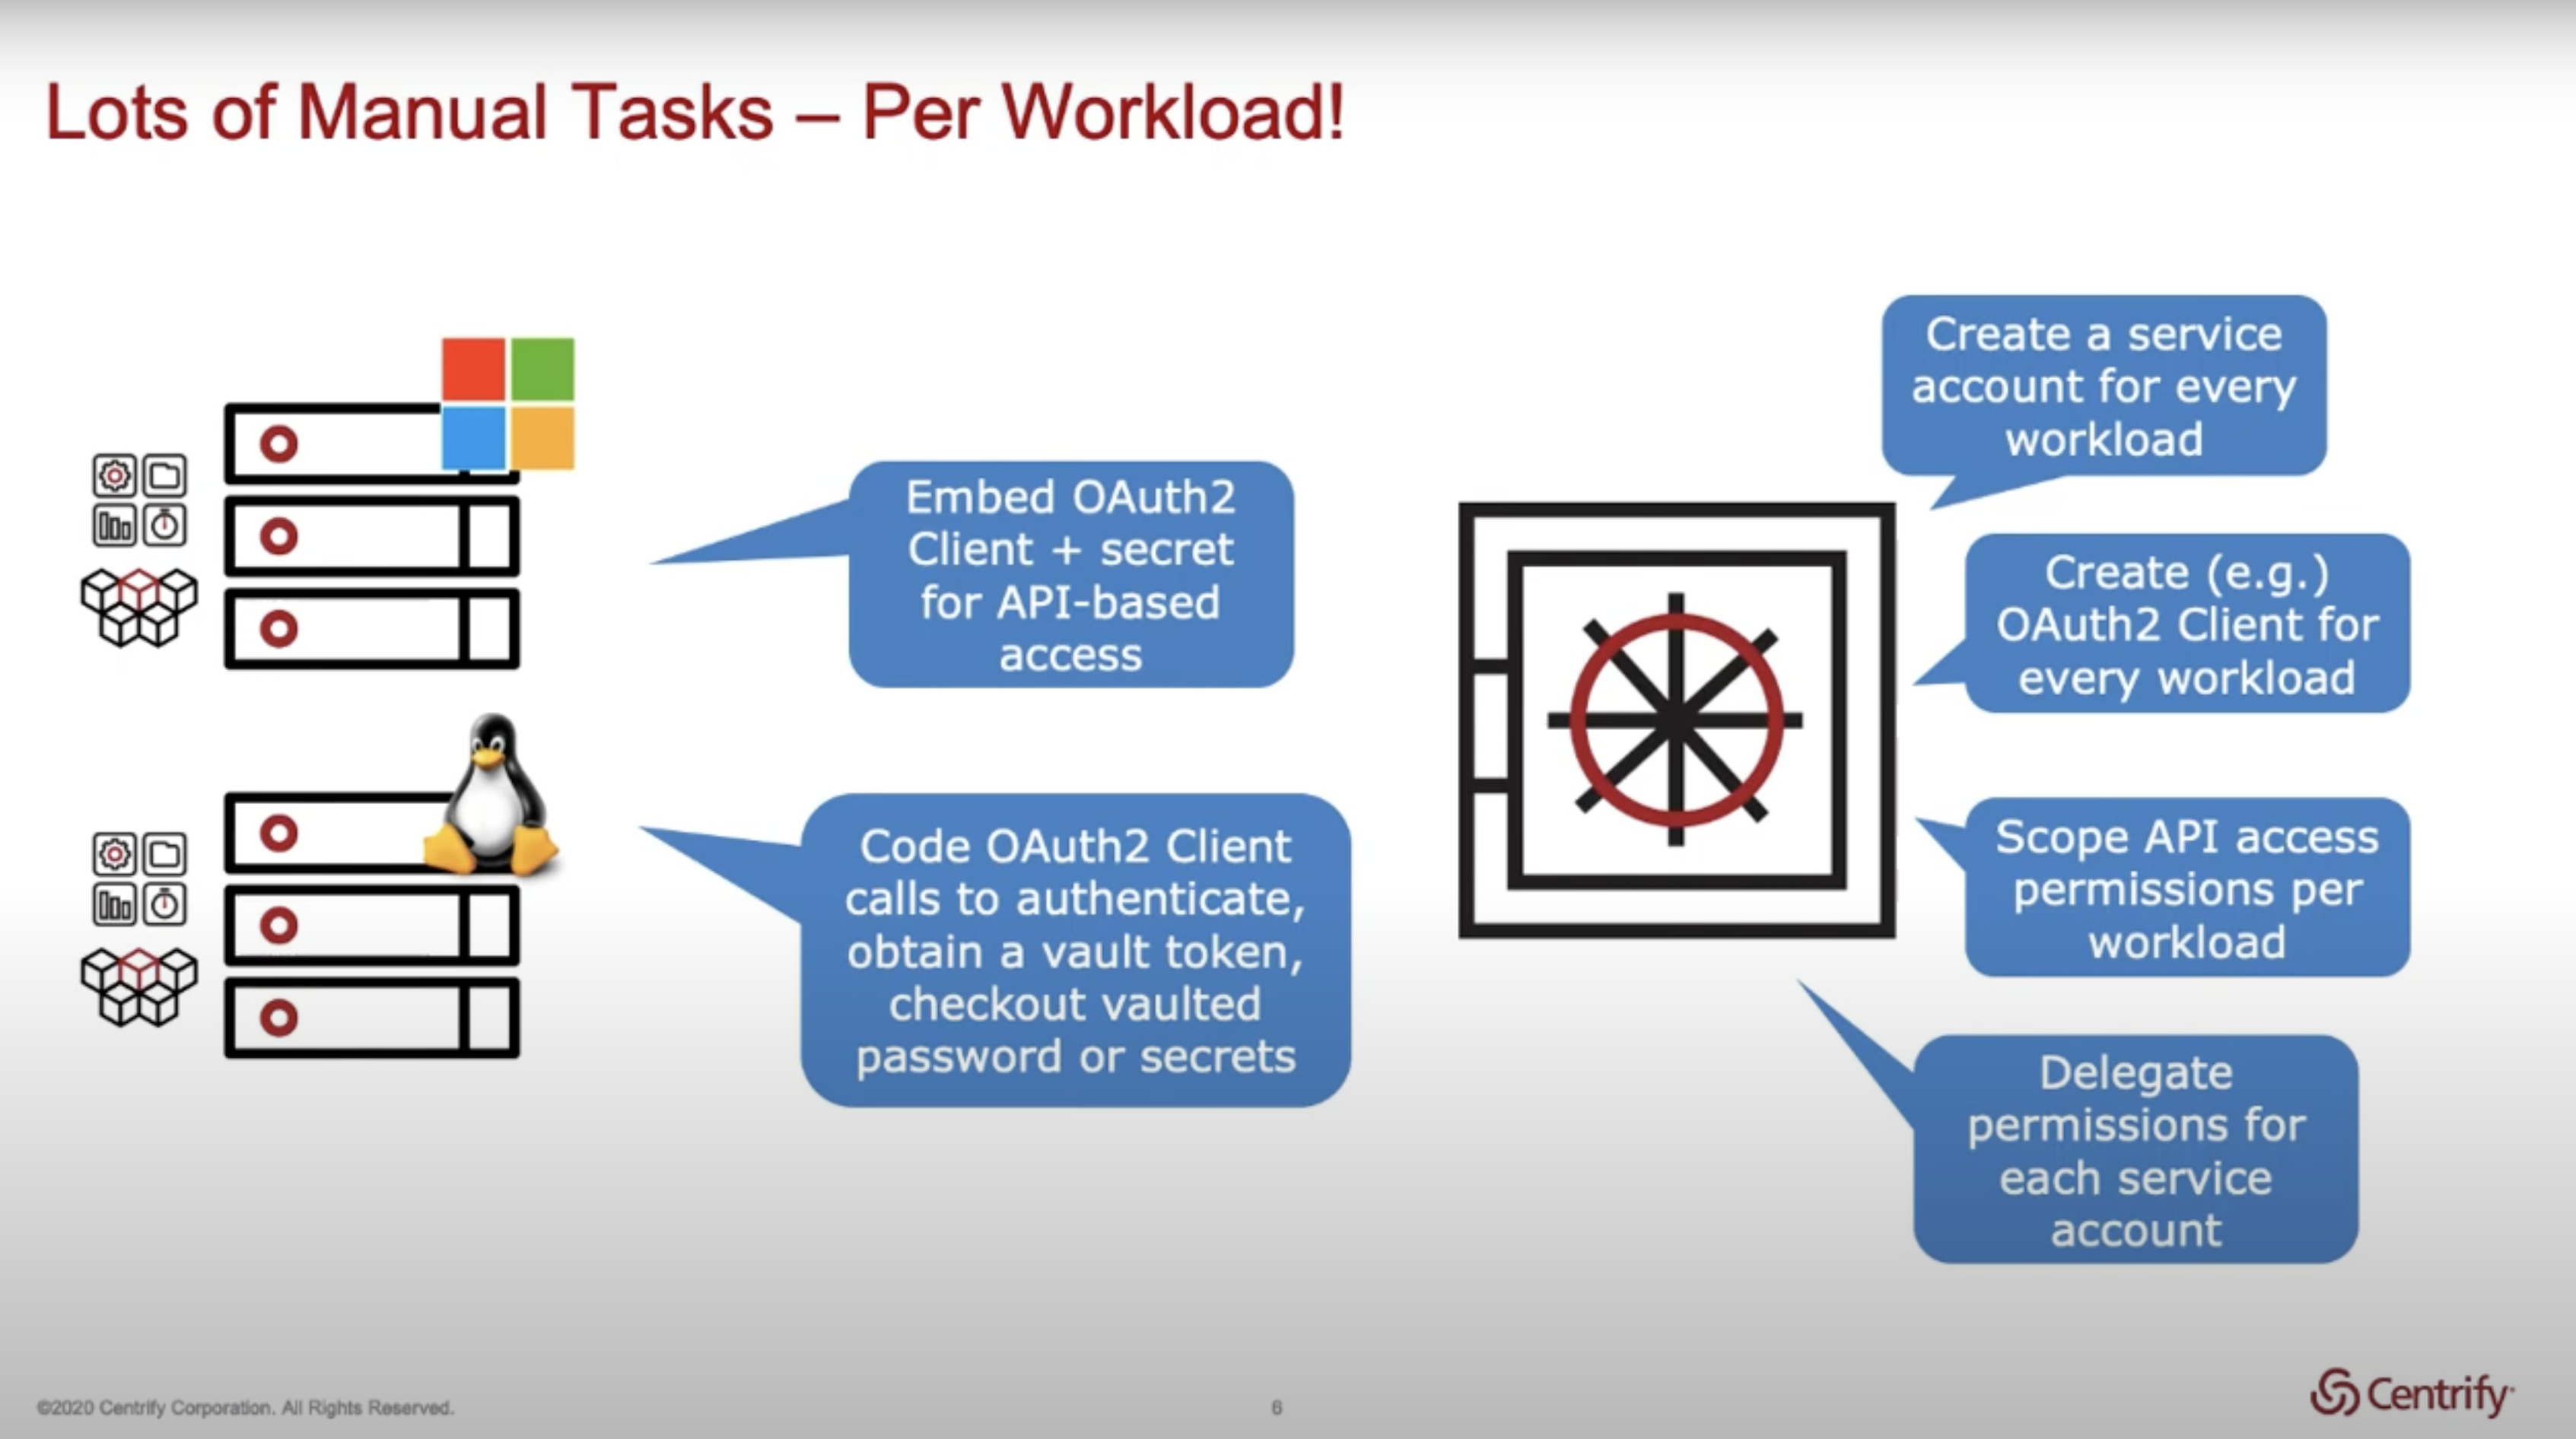 Lots of Manual Tasks – Per Workload!
Embed OAuth2
Client + secret
for API-based
access
Code OAuth2 Client
calls to authenticate,
obtain a vault token,
checkout vaulted
password or secrets
Create a service
account for every
workload
Create (e.g.)
OAuth2 Client for
every workload
Scope API access
permissions per
workload
Delegate
permissions for
each service
account
©2020 Centrify Corporation. All Rights Reserved.
6
Centrify